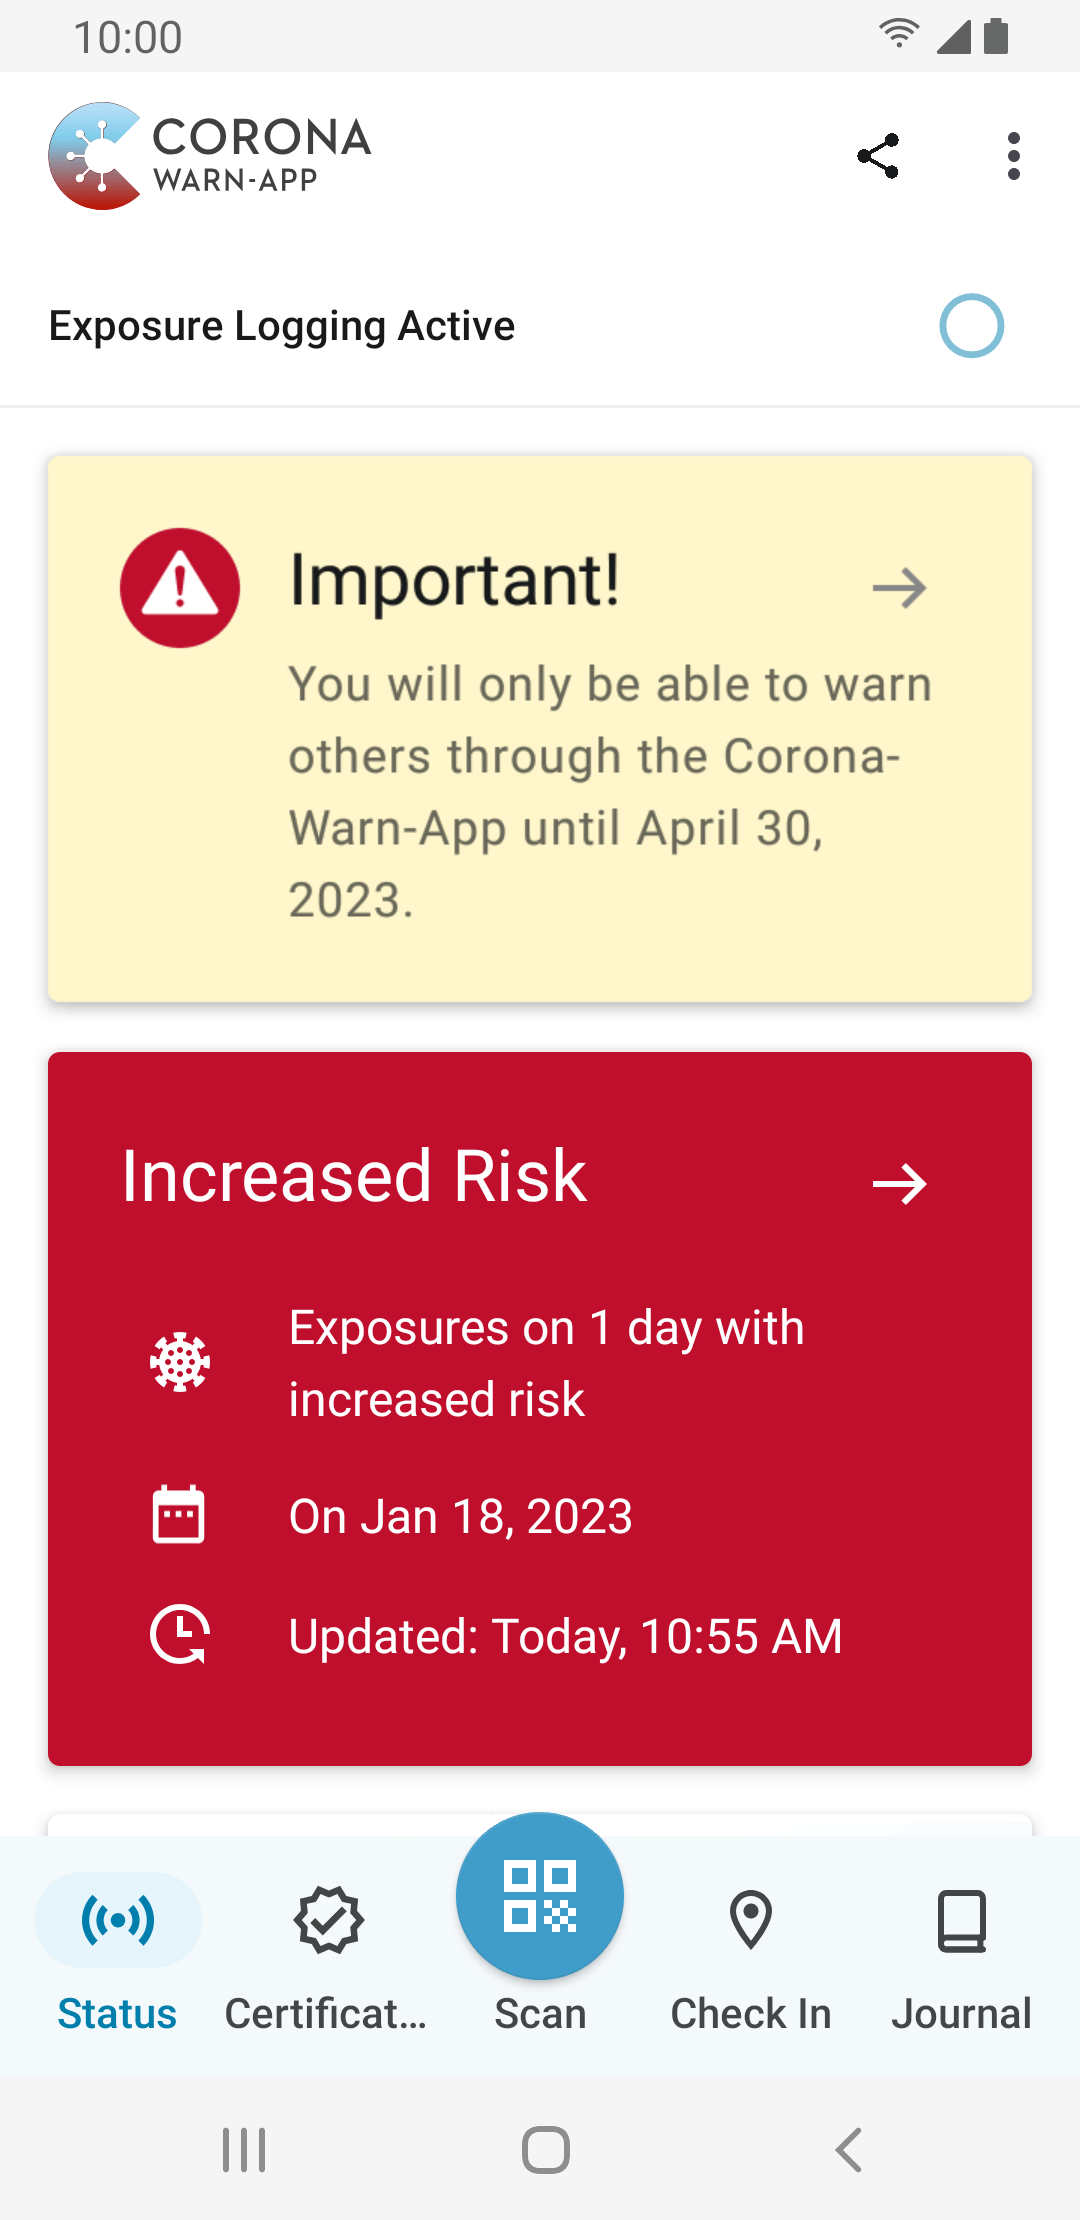 10:00
CORONA
WARN-APP
Exposure Logging Active
Important!
You will only be able to warn
others through the Corona-
Warn-App until April 30,
2023.
Increased Risk
Exposures on 1 day with
increased risk
On Jan 18, 2023
Updated: Today, 10:55 AM
Status
Certificat...
Scan
Check In
Journal